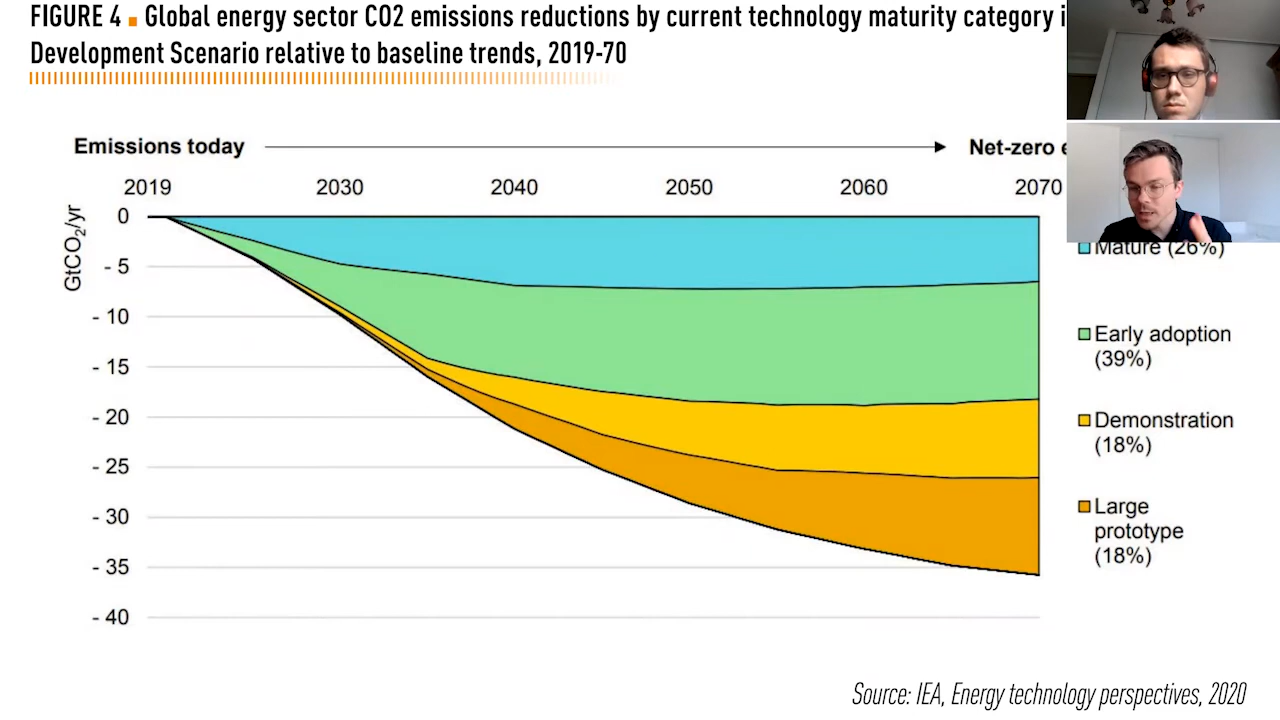 FIGURE 4 ■ Global energy sector CO2 emissions reductions by current technology maturity category
Development Scenario relative to baseline trends, 2019-70
Emissions today
Net-zero
2019 2030 2040 2050 2060 2070
GtCO₂/yr
0
- 5
- 10
- 15
- 20
- 25
- 30
- 35
- 40
Mature (26%)
Early adoption
(39%)
Demonstration
(18%)
Large
prototype
(18%)
Source: IEA, Energy technology perspectives, 2020